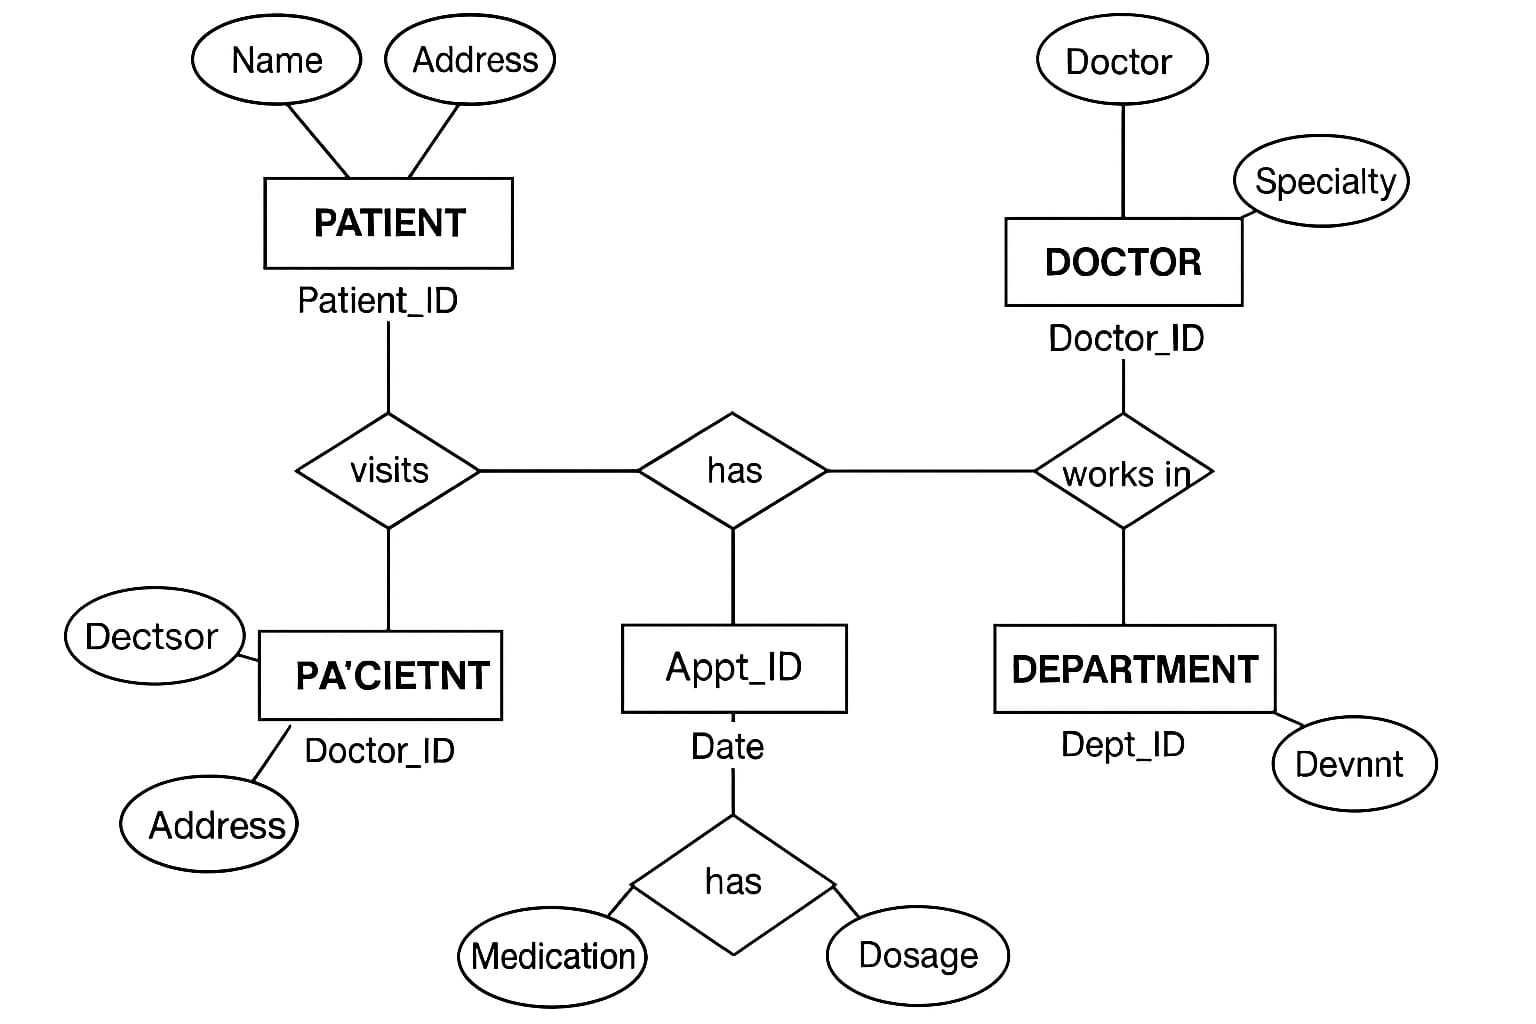 Name
Address
Doctor
Specialty
PATIENT
DOCTOR
Patient_ID
Doctor_ID
visits
has
works in
Dectsor
PA'CIETNT
Appt_ID
DEPARTMENT
Doctor_ID
Date
Dept_ID
Devnnt
Address
has
Medication
Dosage